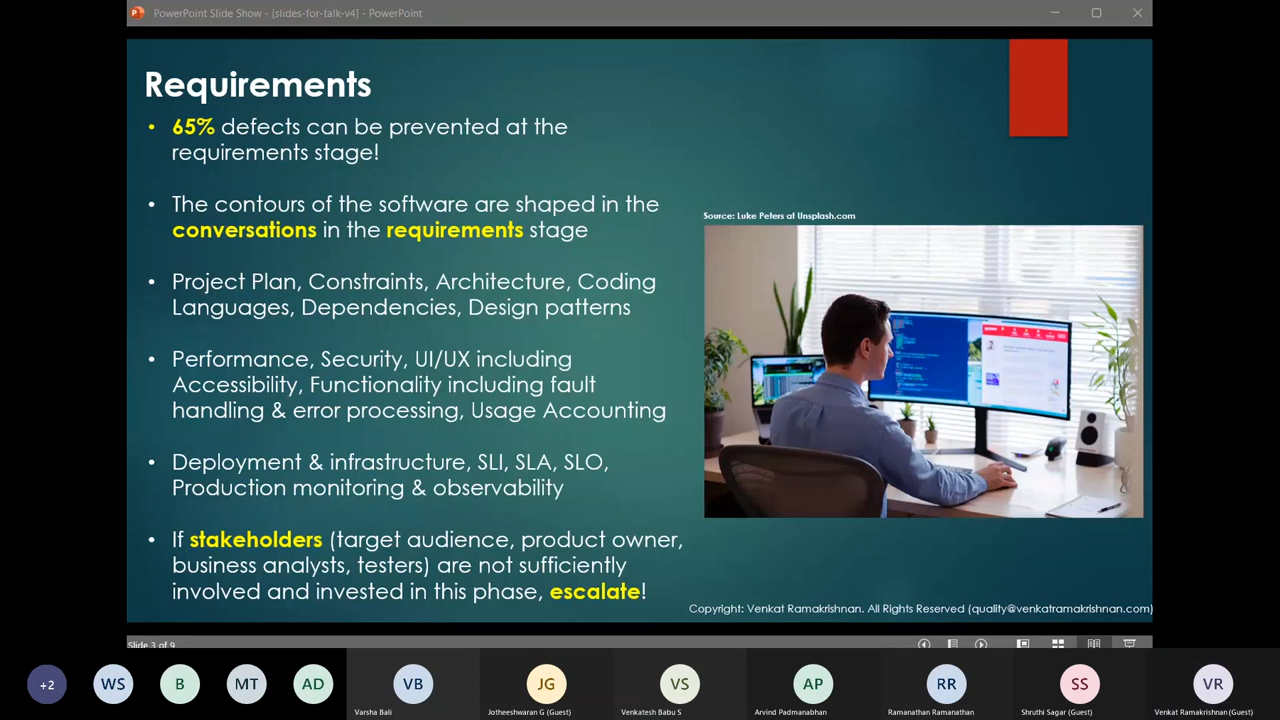 PowerPoint Slide Show - [slides-for-talk-v4] - PowerPoint
Requirements
• 65% defects can be prevented at the
requirements stage!
• The contours of the software are shaped in the
conversations in the requirements stage
• Project Plan, Constraints, Architecture, Coding
Languages, Dependencies, Design patterns
• Performance, Security, UI/UX including
Accessibility, Functionality including fault
handling & error processing, Usage Accounting
• Deployment & infrastructure, SLI, SLA, SLO,
Production monitoring & observability
• If stakeholders (target audience, product owner,
business analysts, testers) are not sufficiently
involved and invested in this phase, escalate!
Source: Luke Peters at Unsplash.com
Copyright: Venkat Ramakrishnan. All Rights Reserved (quality@venkatramakrishnan.com)
Slide 3 of 9
+2
WS
B
MT
AD
VB
JG
VS
AP
RR
SS
VR
Varsha Bali
Jotheeshwaran G (Guest)
Venkatesh Babu S
Arvind Padmanabhan
Ramanathan Ramanathan
Shruthi Sagar (Guest)
Venkat Ramakrishnan (Guest)